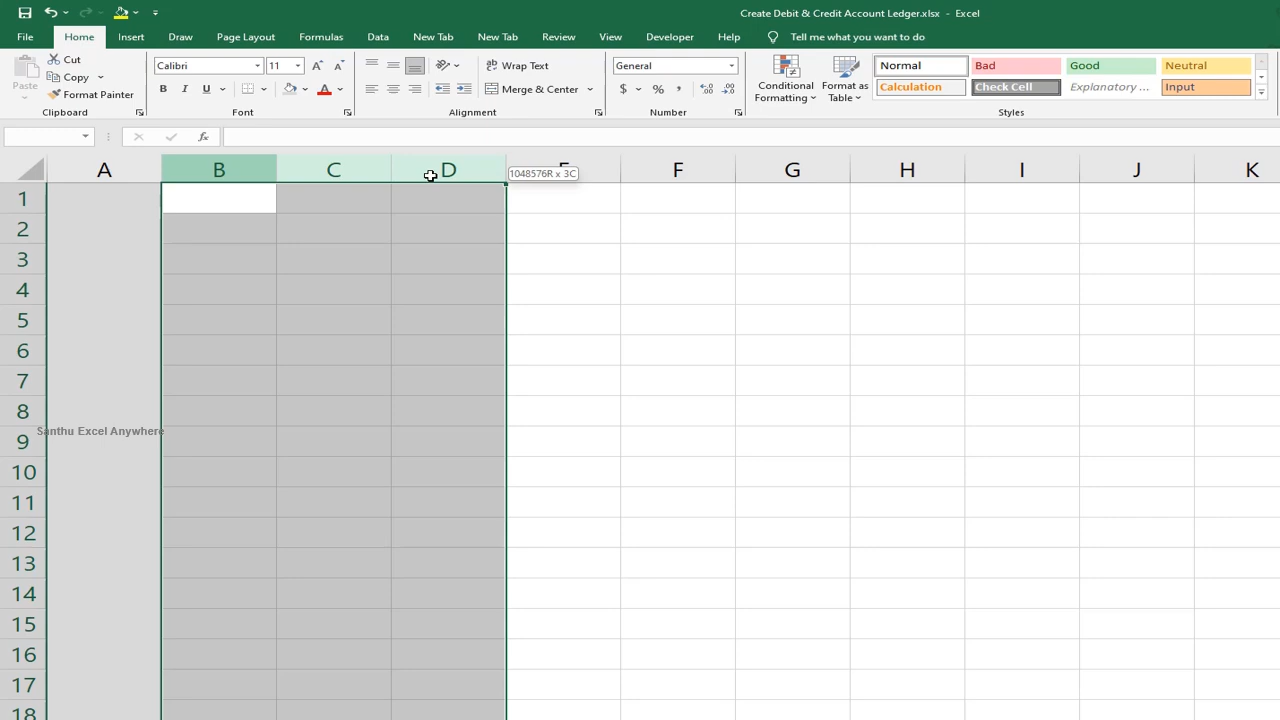 Create Debit & Credit Account Ledger.xlsx - Excel
File Home Insert Draw Page Layout Formulas Data New Tab New Tab Review View Developer Help Tell me what you want to do
Paste
Cut
Copy
Format Painter
Clipboard
Calibri 11
B I U
Font
Wrap Text
Merge & Center
Alignment
General
$ % ,
Number
Conditional Formatting
Format as Table
Normal Bad Good Neutral
Calculation Check Cell Explanatory ... Input
Styles
fx
A B C D E F G H I J K
1048576R x 3C
1
2
3
4
5
6
7
8
Santhu Excel Anywhere
9
10
11
12
13
14
15
16
17
18